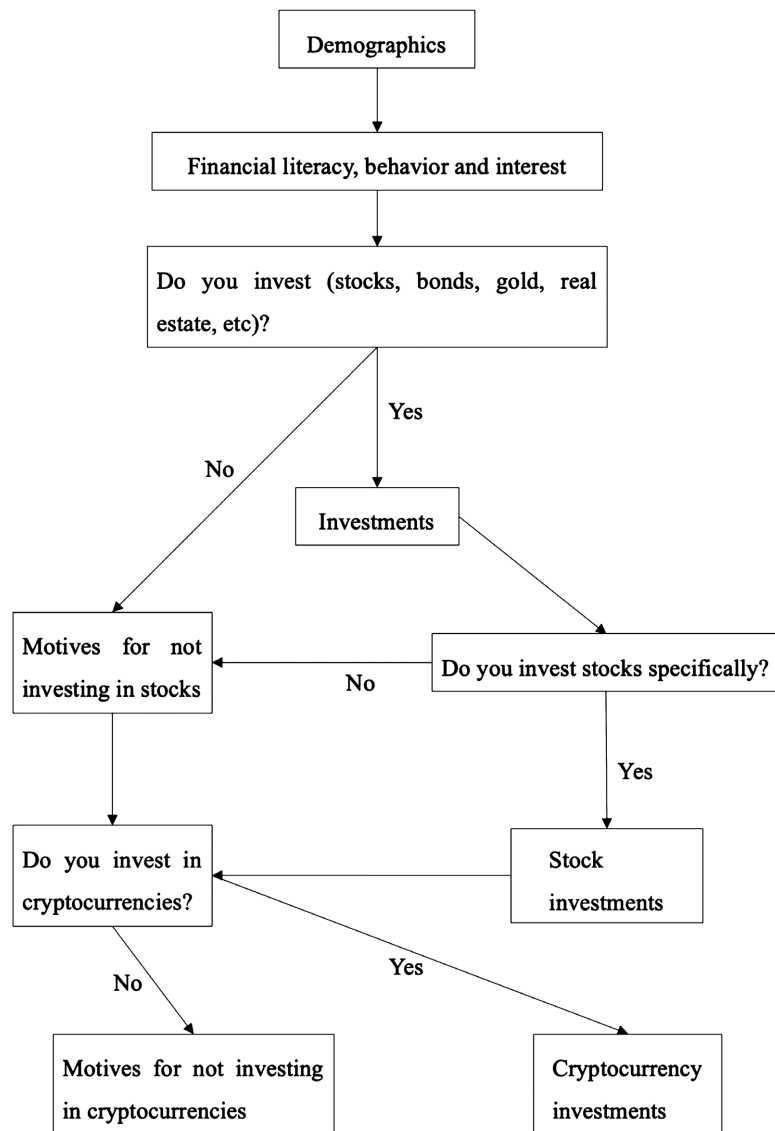 Demographics
Financial literacy, behavior and interest
Do you invest (stocks, bonds, gold, real
estate, etc)?
Yes
No
Investments
Motives for not
investing in stocks
No
Do you invest stocks specifically?
Yes
Do you invest in
cryptocurrencies?
Stock
investments
No
Yes
Motives for not investing
in cryptocurrencies
Cryptocurrency
investments